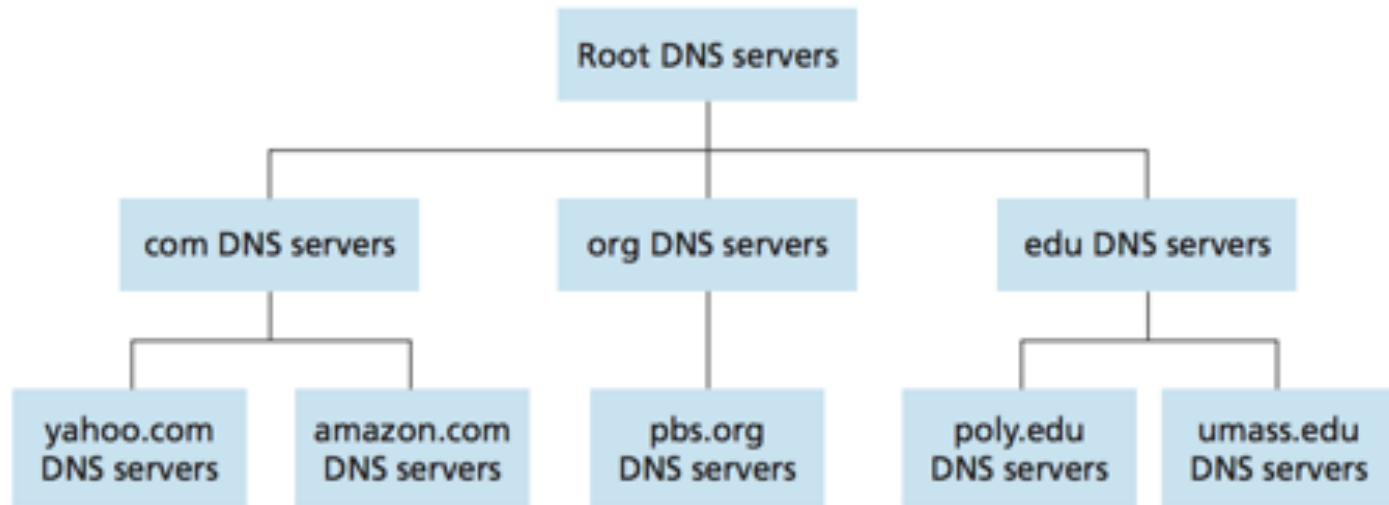 Root DNS servers
com DNS servers
org DNS servers
edu DNS servers
yahoo.com
DNS servers
amazon.com
DNS servers
pbs.org
DNS servers
poly.edu
DNS servers
umass.edu
DNS servers